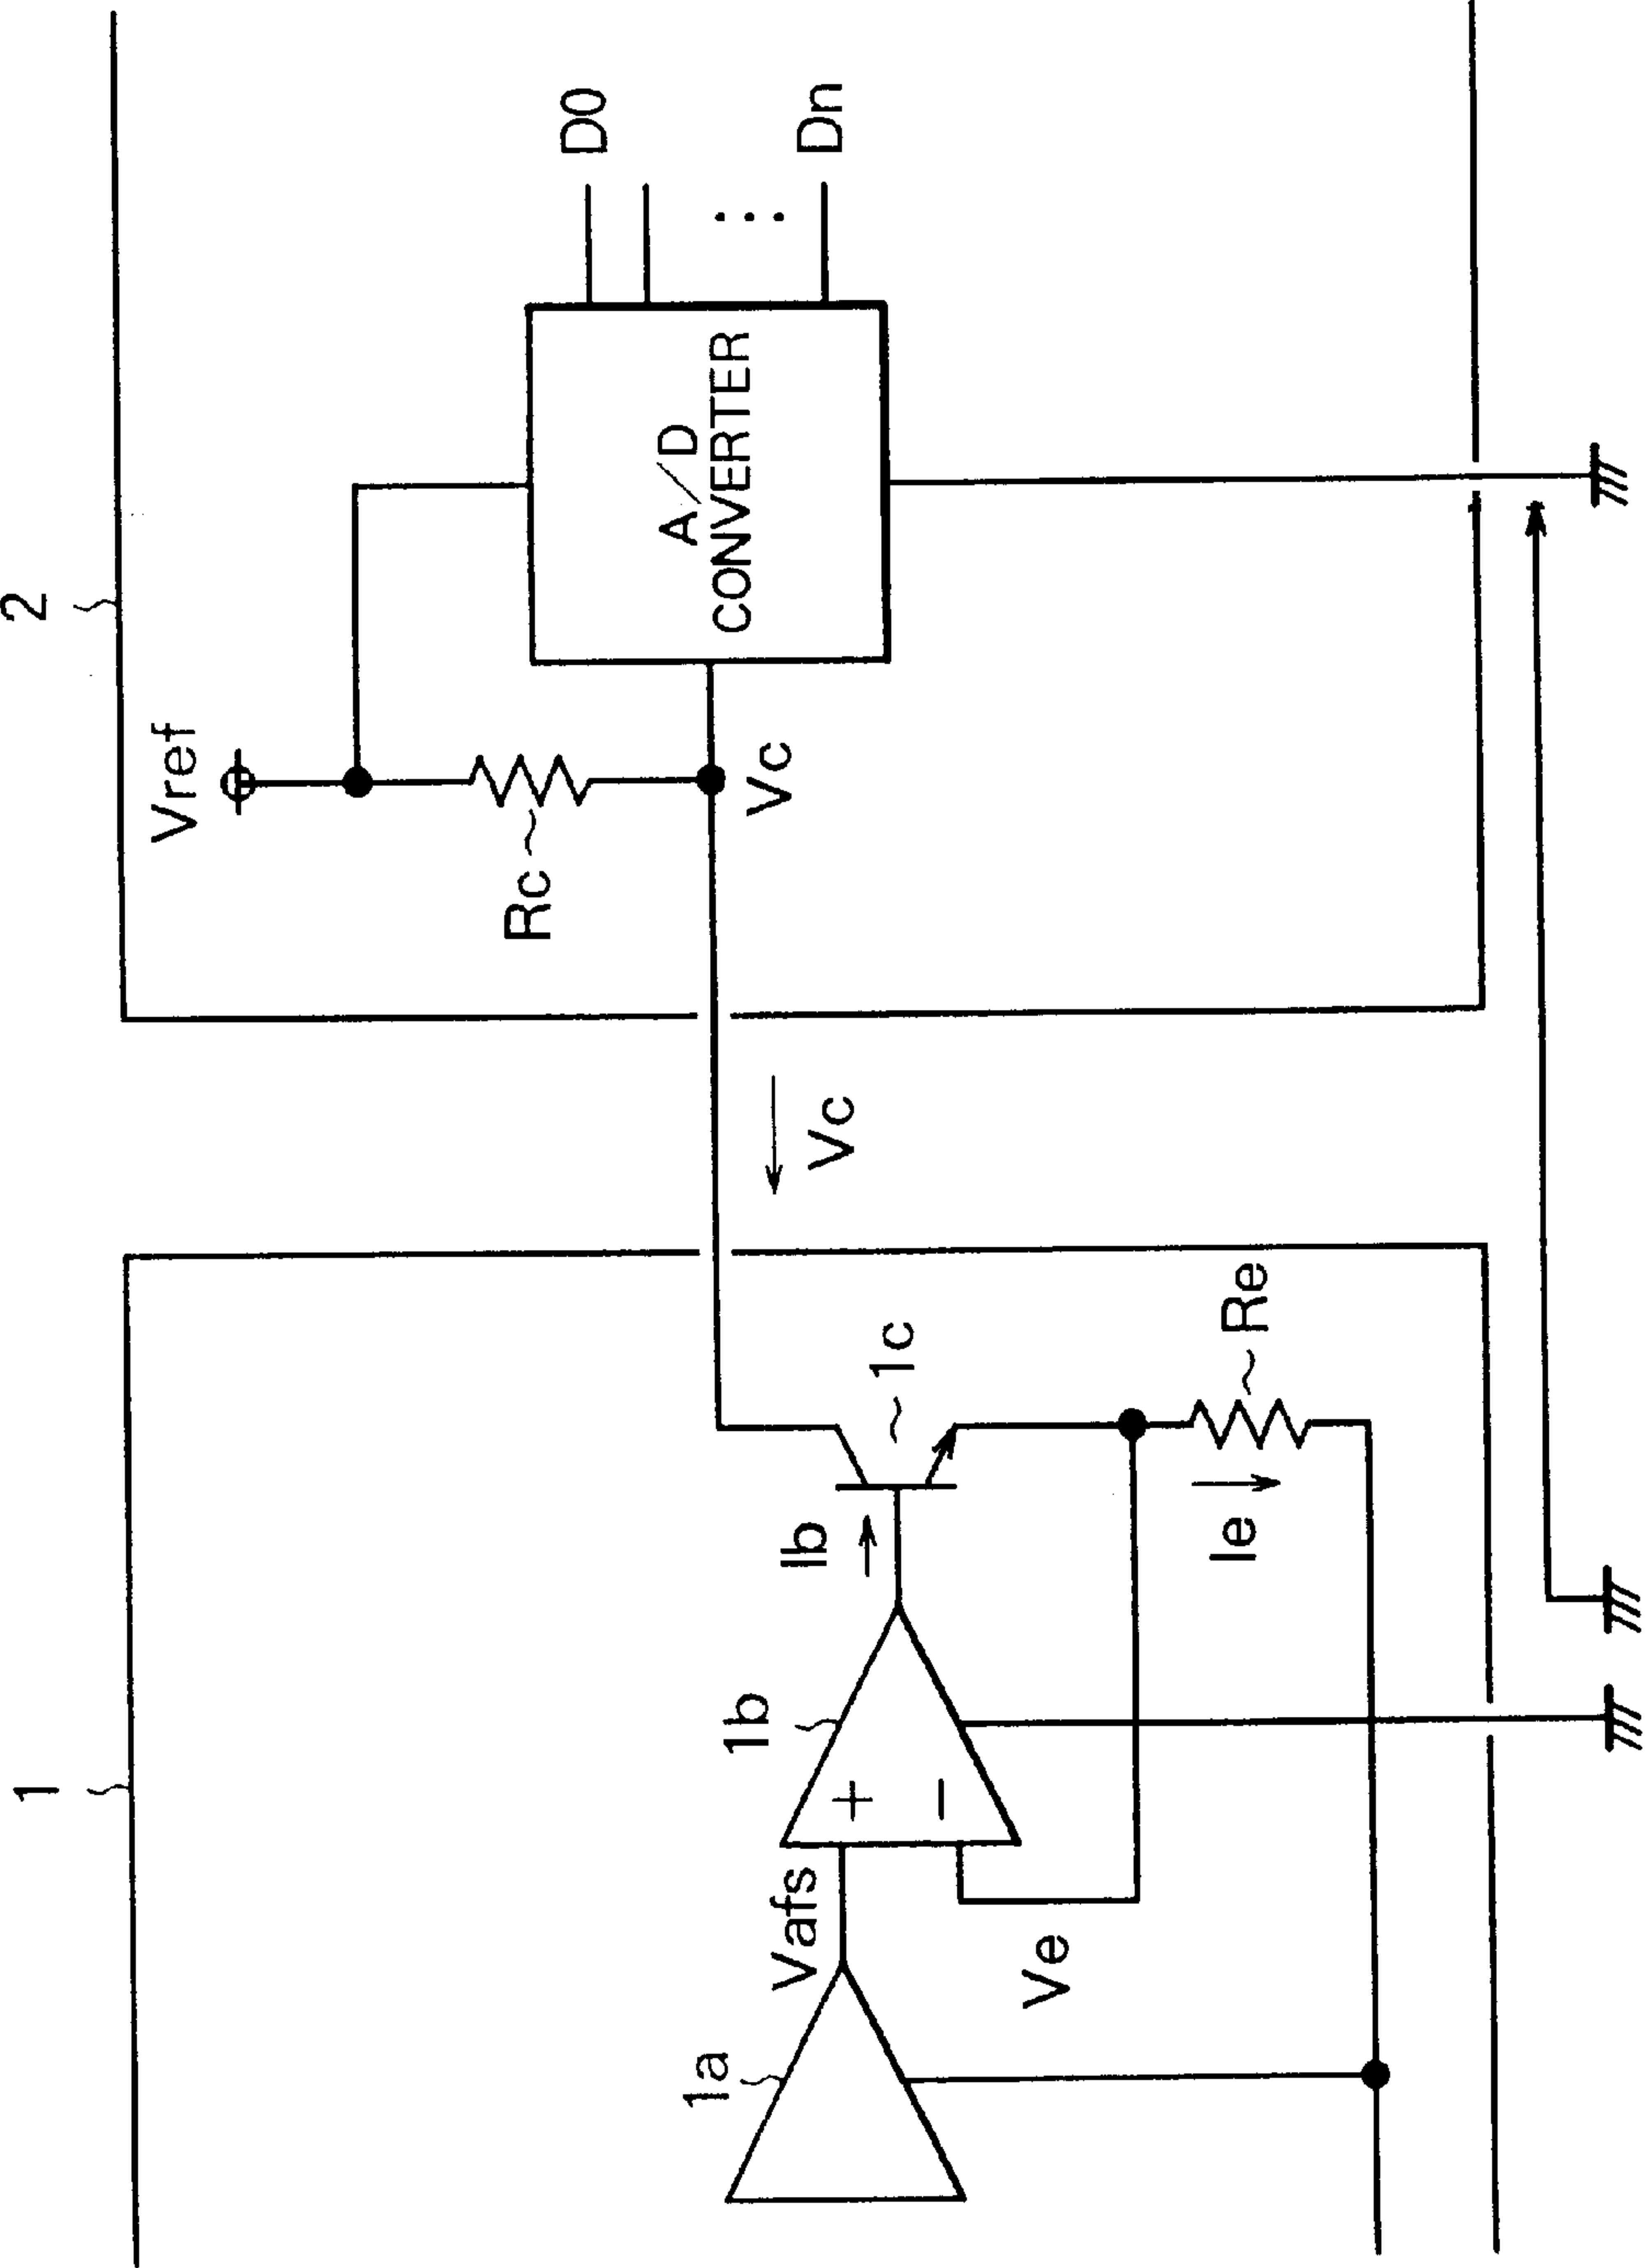 1
2
Vref
D0
Rc
A/D
CONVERTER
Vc
Dn
Vc
1a
Vafs
1b
+
−
Ib
1c
Ve
Ie
Re